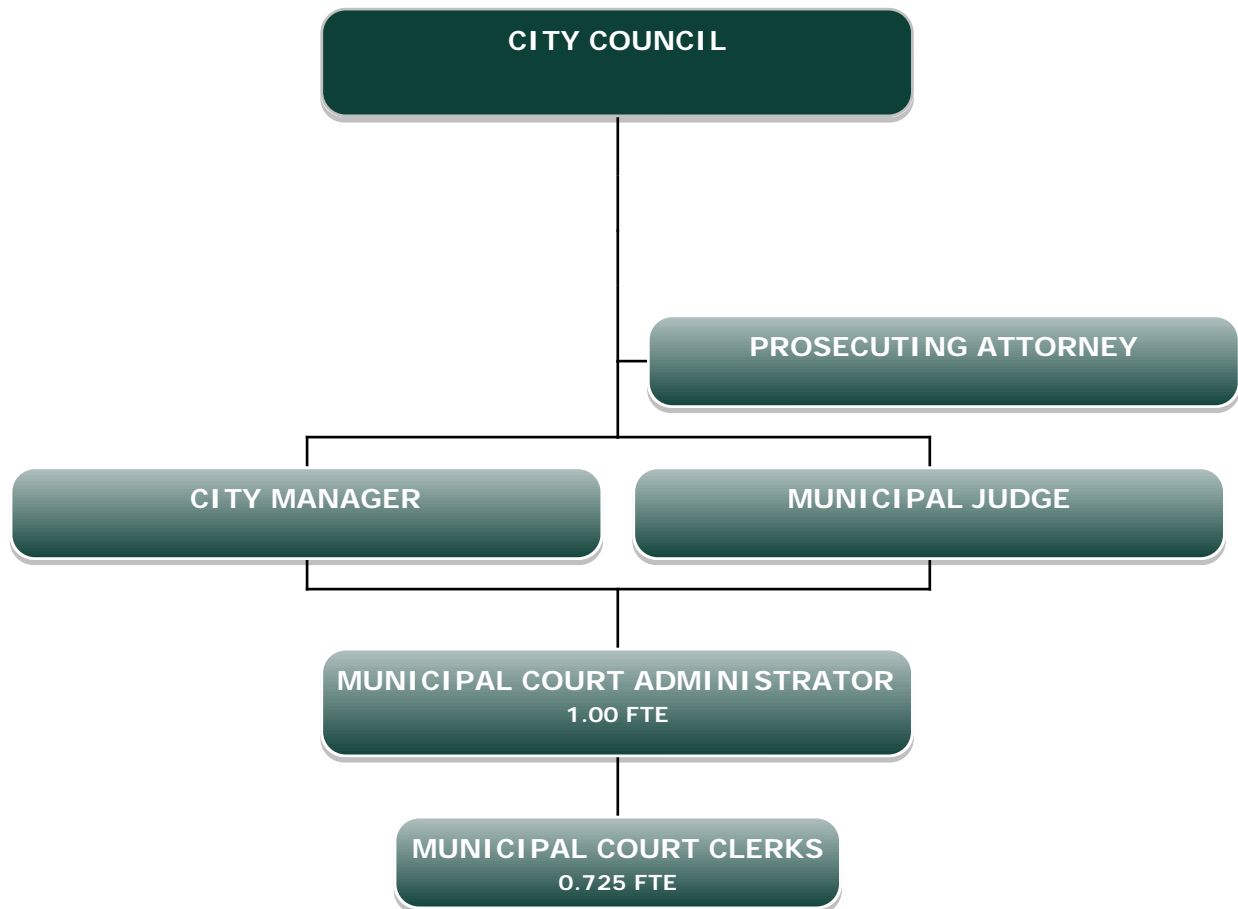 CITY COUNCIL
PROSECUTING ATTORNEY
CITY MANAGER
MUNICIPAL JUDGE
MUNICIPAL COURT ADMINISTRATOR
1.00 FTE
MUNICIPAL COURT CLERKS
0.725 FTE